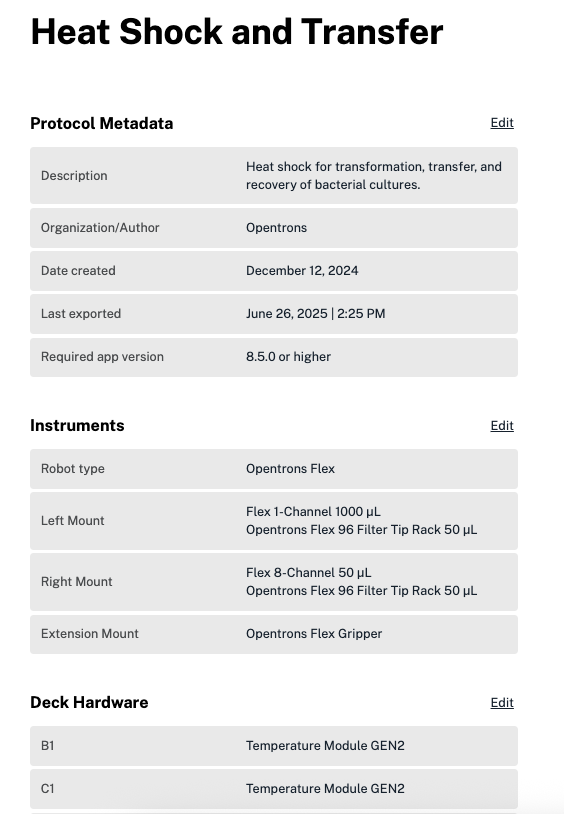 Heat Shock and Transfer
Protocol Metadata
Edit
Description
Heat shock for transformation, transfer, and
recovery of bacterial cultures.
Organization/Author
Opentrons
Date created
December 12, 2024
Last exported
June 26, 2025 | 2:25 PM
Required app version
8.5.0 or higher
Instruments
Edit
Robot type
Opentrons Flex
Left Mount
Flex 1-Channel 1000 µL
Opentrons Flex 96 Filter Tip Rack 50 µL
Right Mount
Flex 8-Channel 50 µL
Opentrons Flex 96 Filter Tip Rack 50 µL
Extension Mount
Opentrons Flex Gripper
Deck Hardware
Edit
B1
Temperature Module GEN2
C1
Temperature Module GEN2